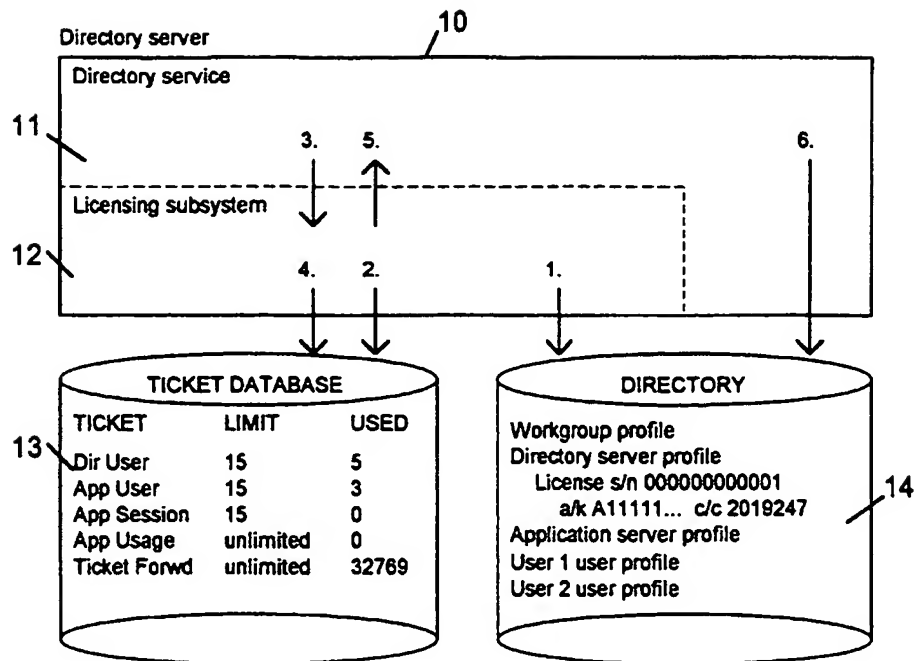 10
Directory server
Directory service
11
3. 5. 6.
Licensing subsystem
12
4. 2. 1.
TICKET DATABASE
TICKET LIMIT USED
13
Dir User 15 5
App User 15 3
App Session 15 0
App Usage unlimited 0
Ticket Forwd unlimited 32769
DIRECTORY
Workgroup profile
Directory server profile
License s/n 000000000001
a/k A11111... c/c 2019247
14
Application server profile
User 1 user profile
User 2 user profile